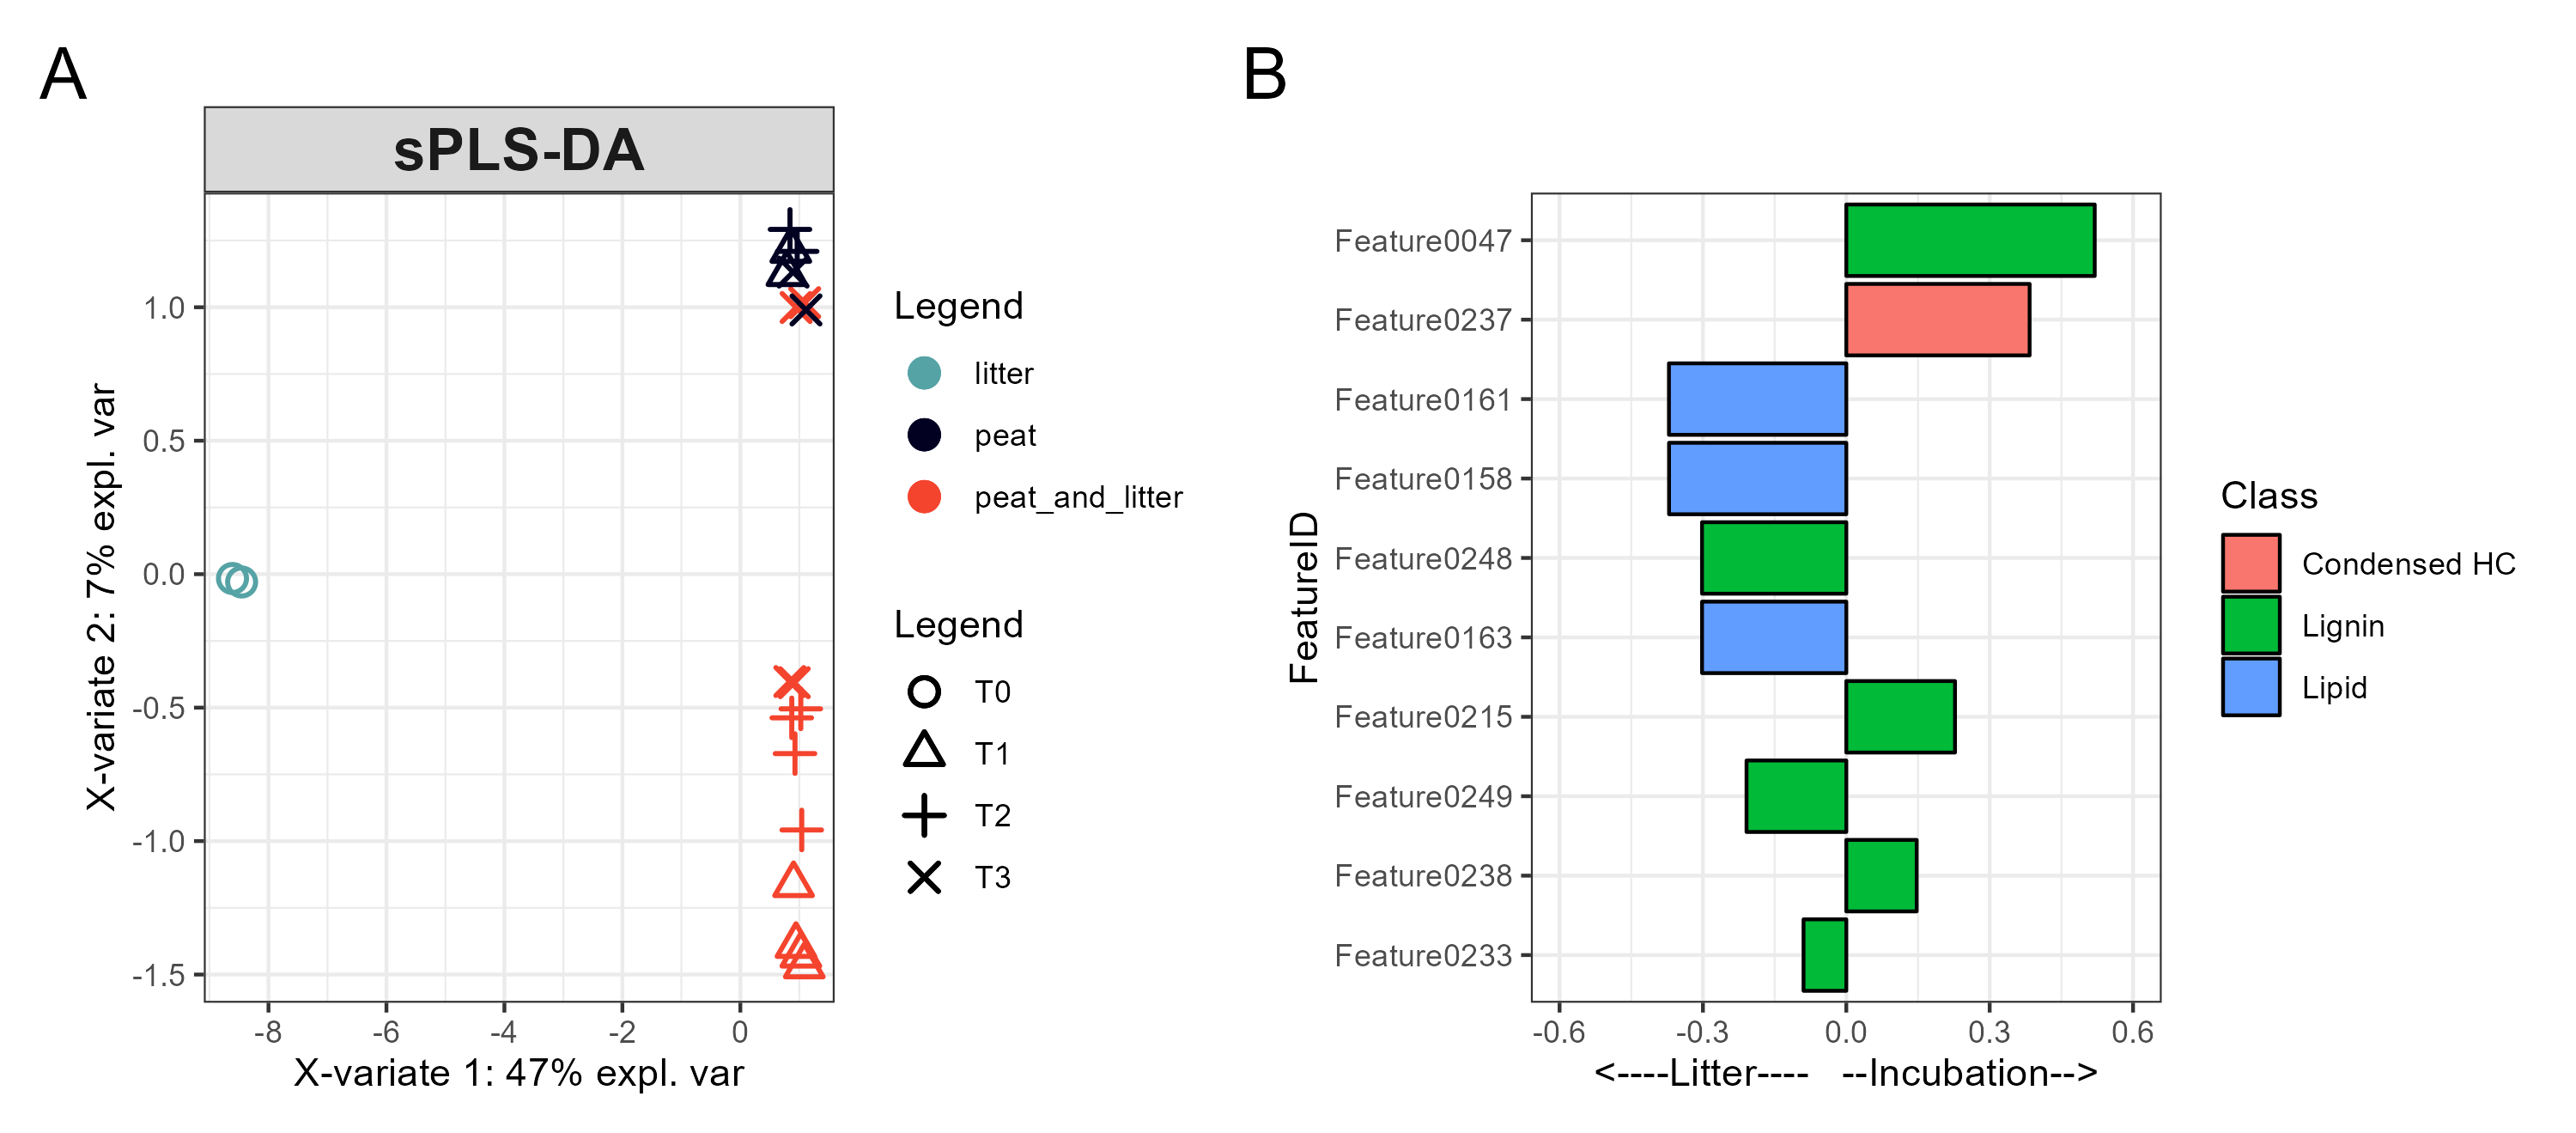 A
sPLS-DA
X-variate 2: 7% expl. var
1.0
0.5
0.0
-0.5
-1.0
-1.5
-8
-6
-4
-2
0
X-variate 1: 47% expl. var
Legend
litter
peat
peat_and_litter
Legend
T0
T1
T2
T3
B
FeatureID
Feature0047
Feature0237
Feature0161
Feature0158
Feature0248
Feature0163
Feature0215
Feature0249
Feature0238
Feature0233
-0.6
-0.3
0.0
0.3
0.6
<----Litter---- --Incubation-->
Class
Condensed HC
Lignin
Lipid